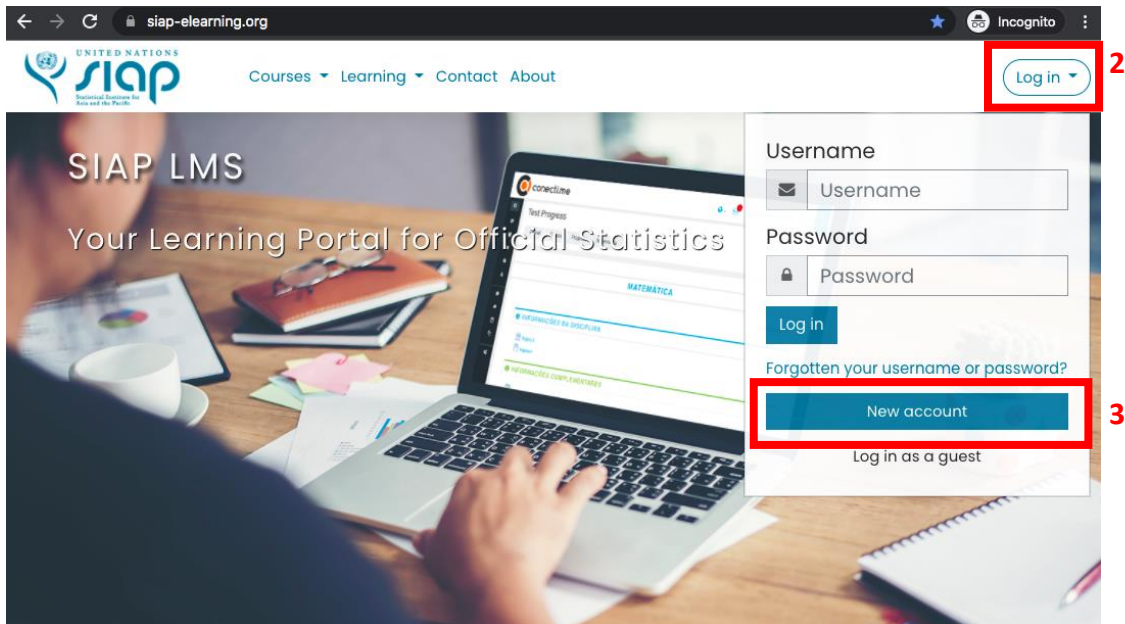 siap-elearning.org
Incognito
UNITED NATIONS
siap
Statistical Institute for
Asia and the Pacific
Courses
Learning
Contact
About
Log in
2
SIAP LMS
Your Learning Portal for Official Statistics
conecti.me
Test Progress
MATEMÁTICA
INFORMAÇÕES DA DISCIPLINA
INFORMAÇÕES COMPLEMENTARES
Username
Username
Password
Password
Log in
Forgotten your username or password?
New account
3
Log in as a guest